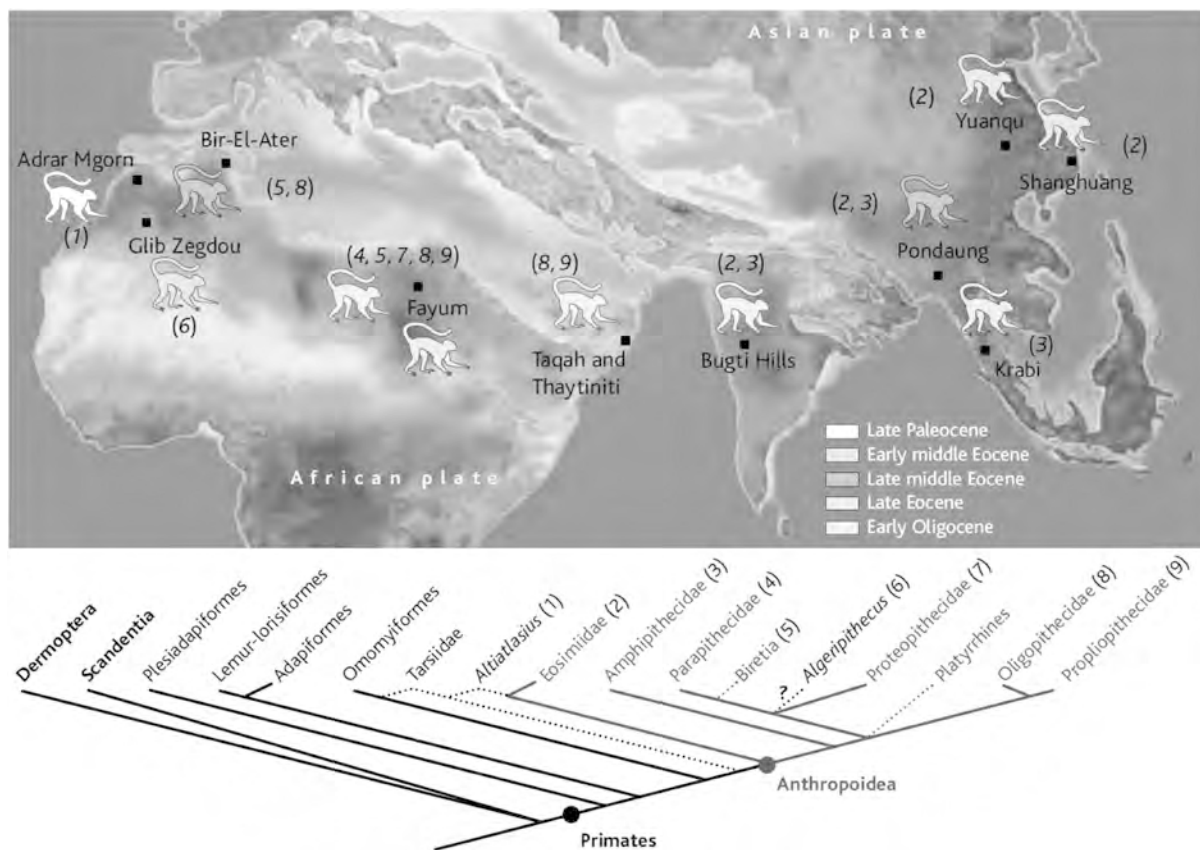 Asian plate
(2)
Yuanqu
(2)
Shanghuang
Bir-El-Ater
Adrar Mgorn
(5, 8)
(1)
Glib Zegdou
(6)
(2, 3)
Pondaung
(4, 5, 7, 8, 9)
Fayum
(8, 9)
Taqah and
Thaytiniti
(2, 3)
Bugti Hills
(3)
Krabi
African plate
Late Paleocene
Early middle Eocene
Late middle Eocene
Late Eocene
Early Oligocene
Dermoptera
Scandentia
Plesiadapiformes
Lemur-lorisiformes
Adapiformes
Omomyiformes
Tarsiidae
Altiatlasius (1)
Eosimiidae (2)
Amphipithecidae (3)
Parapithecidae (4)
Biretia (5)
?
Algeripithecus (6)
Proteopithecidae (7)
Platyrrhines
Oligopithecidae (8)
Propliopithecidae (9)
Anthropoidea
Primates